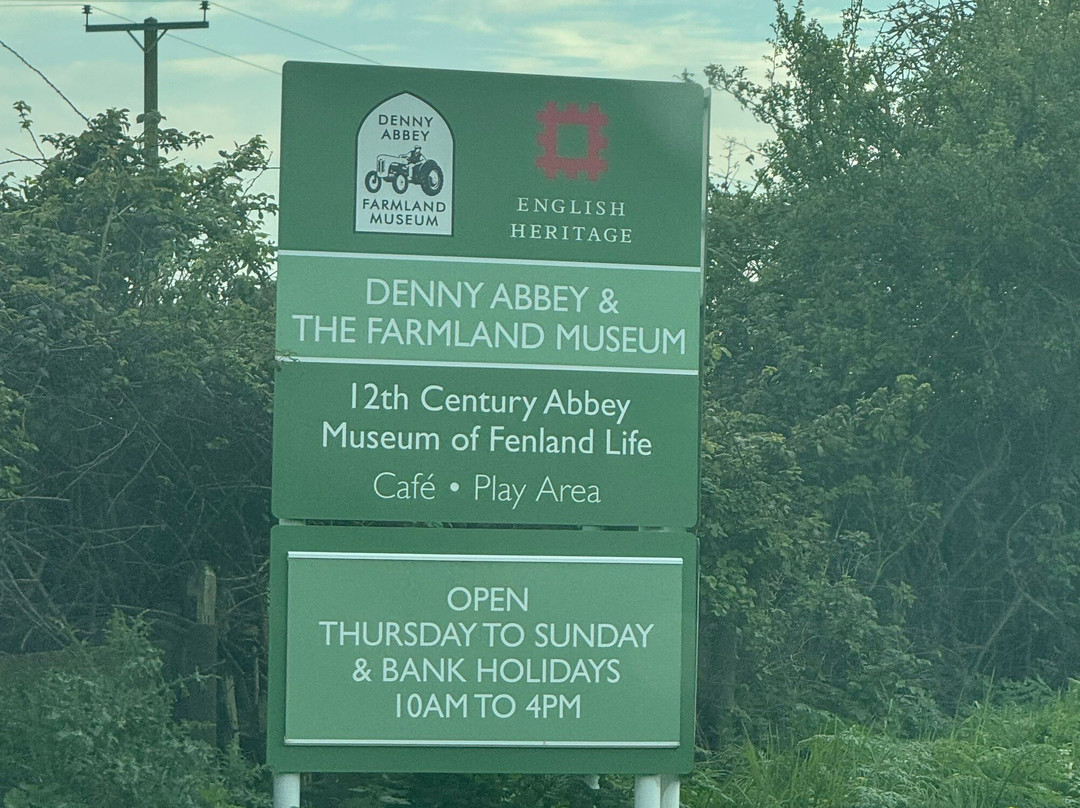 DENNY
ABBEY
FARMLAND
MUSEUM
ENGLISH
HERITAGE
DENNY ABBEY &
THE FARMLAND MUSEUM
12th Century Abbey
Museum of Fenland Life
Café • Play Area
OPEN
THURSDAY TO SUNDAY
& BANK HOLIDAYS
10AM TO 4PM